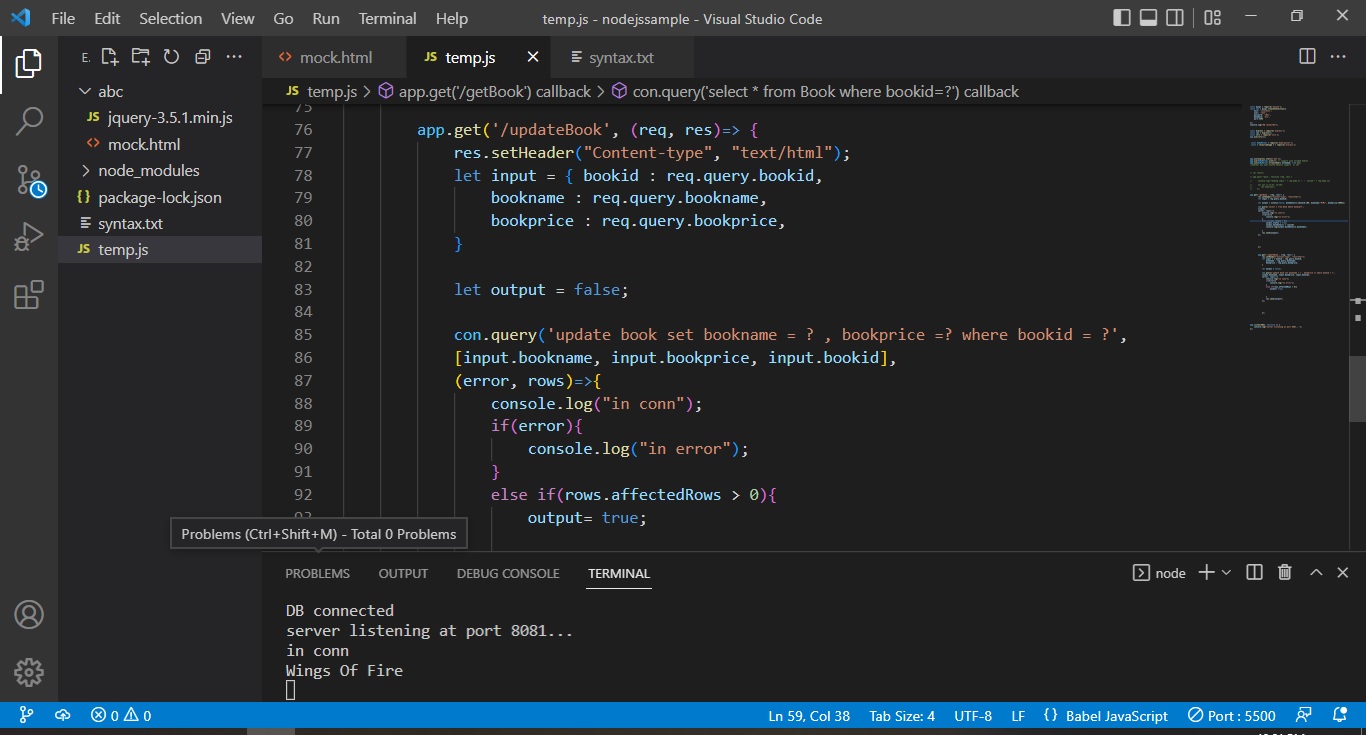 File Edit Selection View Go Run Terminal Help temp.js - nodejssample - Visual Studio Code
E.
abc
JS jquery-3.5.1.min.js
<> mock.html
node_modules
{} package-lock.json
syntax.txt
JS temp.js
<> mock.html JS temp.js syntax.txt
JS temp.js > app.get('/getBook') callback > con.query('select * from Book where bookid=?') callback
75
76 app.get('/updateBook', (req, res)=> {
77 res.setHeader("Content-type", "text/html");
78 let input = { bookid : req.query.bookid,
79 bookname : req.query.bookname,
80 bookprice : req.query.bookprice,
81 }
82
83 let output = false;
84
85 con.query('update book set bookname = ? , bookprice =? where bookid = ?',
86 [input.bookname, input.bookprice, input.bookid],
87 (error, rows)=>{
88 console.log("in conn");
89 if(error){
90 console.log("in error");
91 }
92 else if(rows.affectedRows > 0){
93 output= true;
Problems (Ctrl+Shift+M) - Total 0 Problems
PROBLEMS OUTPUT DEBUG CONSOLE TERMINAL node
DB connected
server listening at port 8081...
in conn
Wings Of Fire
0 0 Ln 59, Col 38 Tab Size: 4 UTF-8 LF {} Babel JavaScript Port : 5500